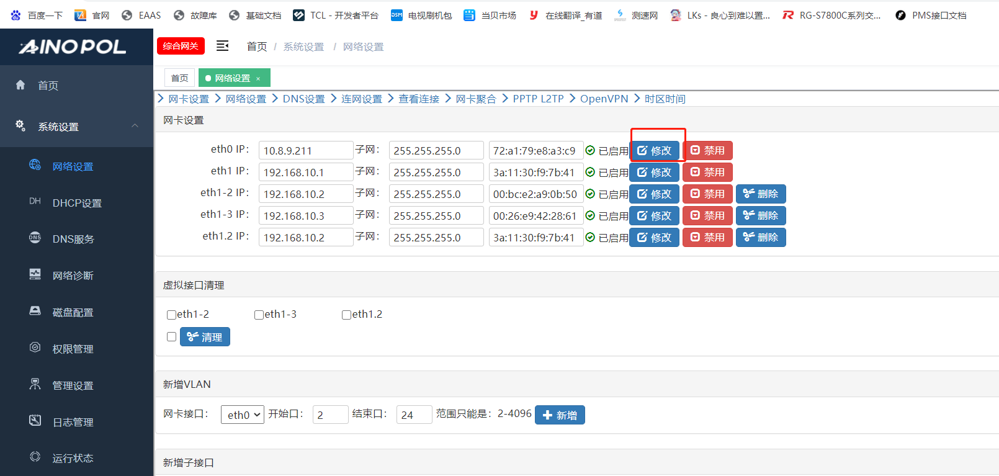 百度一下 官网 EAAS 故障库 基础文档 TCL - 开发者平台 DSM 电视刷机包 当贝市场 在线翻译_有道 测速网 LKs - 良心到难以置... RG-S7800C系列交... PMS接口文档
AINOPOL
综合网关 首页 / 系统设置 / 网络设置
首页 网络设置 ×
首页
系统设置
网络设置
DH DHCP设置
DNS DNS服务
网络诊断
磁盘配置
权限管理
管理设置
日志管理
运行状态
网卡设置 网络设置 DNS设置 连网设置 查看连接 网卡聚合 PPTP L2TP OpenVPN 时区时间
网卡设置
eth0 IP： 10.8.9.211 子网： 255.255.255.0 72:a1:79:e8:a3:c9 已启用 修改 禁用
eth1 IP： 192.168.10.1 子网： 255.255.255.0 3a:11:30:f9:7b:41 已启用 修改 禁用
eth1-2 IP： 192.168.10.2 子网： 255.255.255.0 00:bc:e2:a9:0b:50 已启用 修改 禁用 删除
eth1-3 IP： 192.168.10.3 子网： 255.255.255.0 00:26:e9:42:28:61 已启用 修改 禁用 删除
eth1.2 IP： 192.168.10.2 子网： 255.255.255.0 3a:11:30:f9:7b:41 已启用 修改 禁用 删除
虚拟接口清理
eth1-2 eth1-3 eth1.2
清理
新增VLAN
网卡接口： eth0 开始口： 2 结束口： 24 范围只能是：2-4096 新增
新增子接口